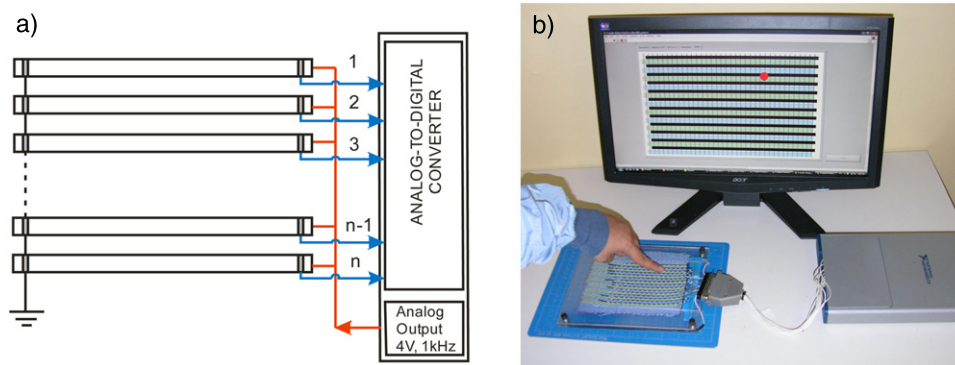 a)
1
2
3
n-1
n
ANALOG-TO-DIGITAL
CONVERTER
Analog
Output
4V, 1kHz
b)
acer